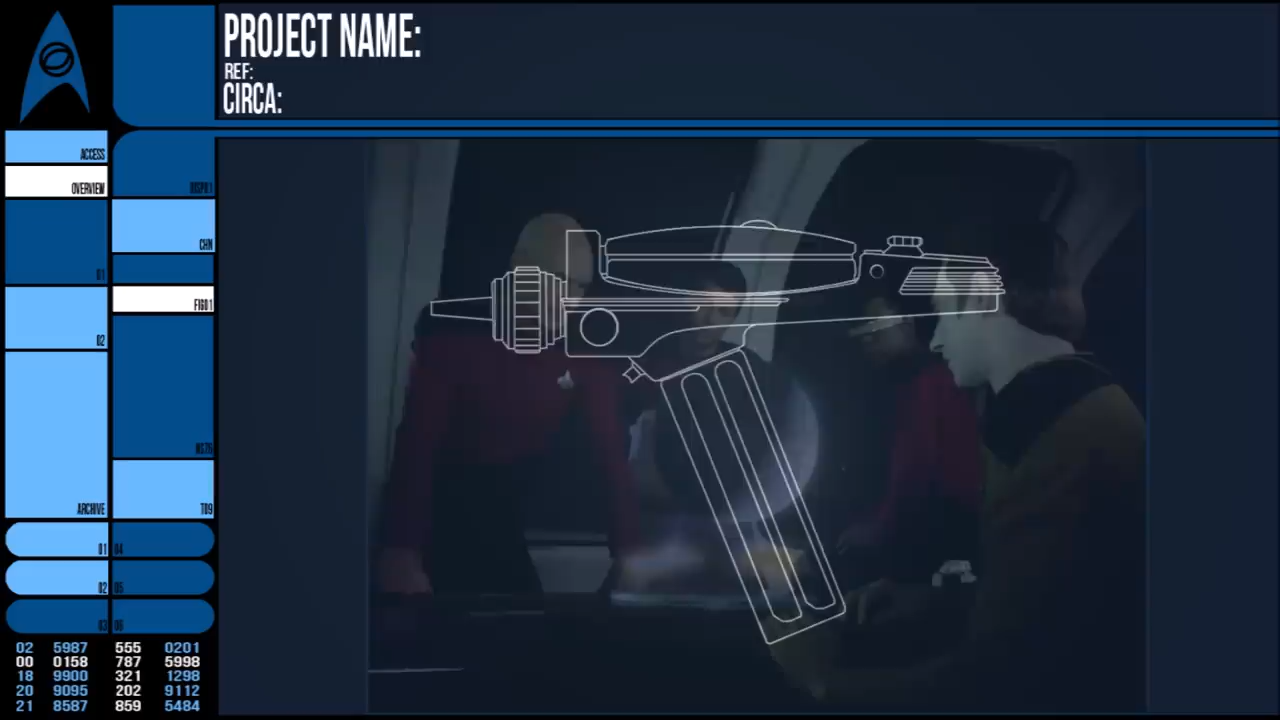 PROJECT NAME:
REF:
CIRCA:
ACCESS
OVERVIEW
CHN
01
FIG01
02
ARCHIVE
T09
01 04
02 05
03 06
02 5987 555 0201
00 0158 787 5998
18 9900 321 1298
20 9095 202 9112
21 8587 859 5484